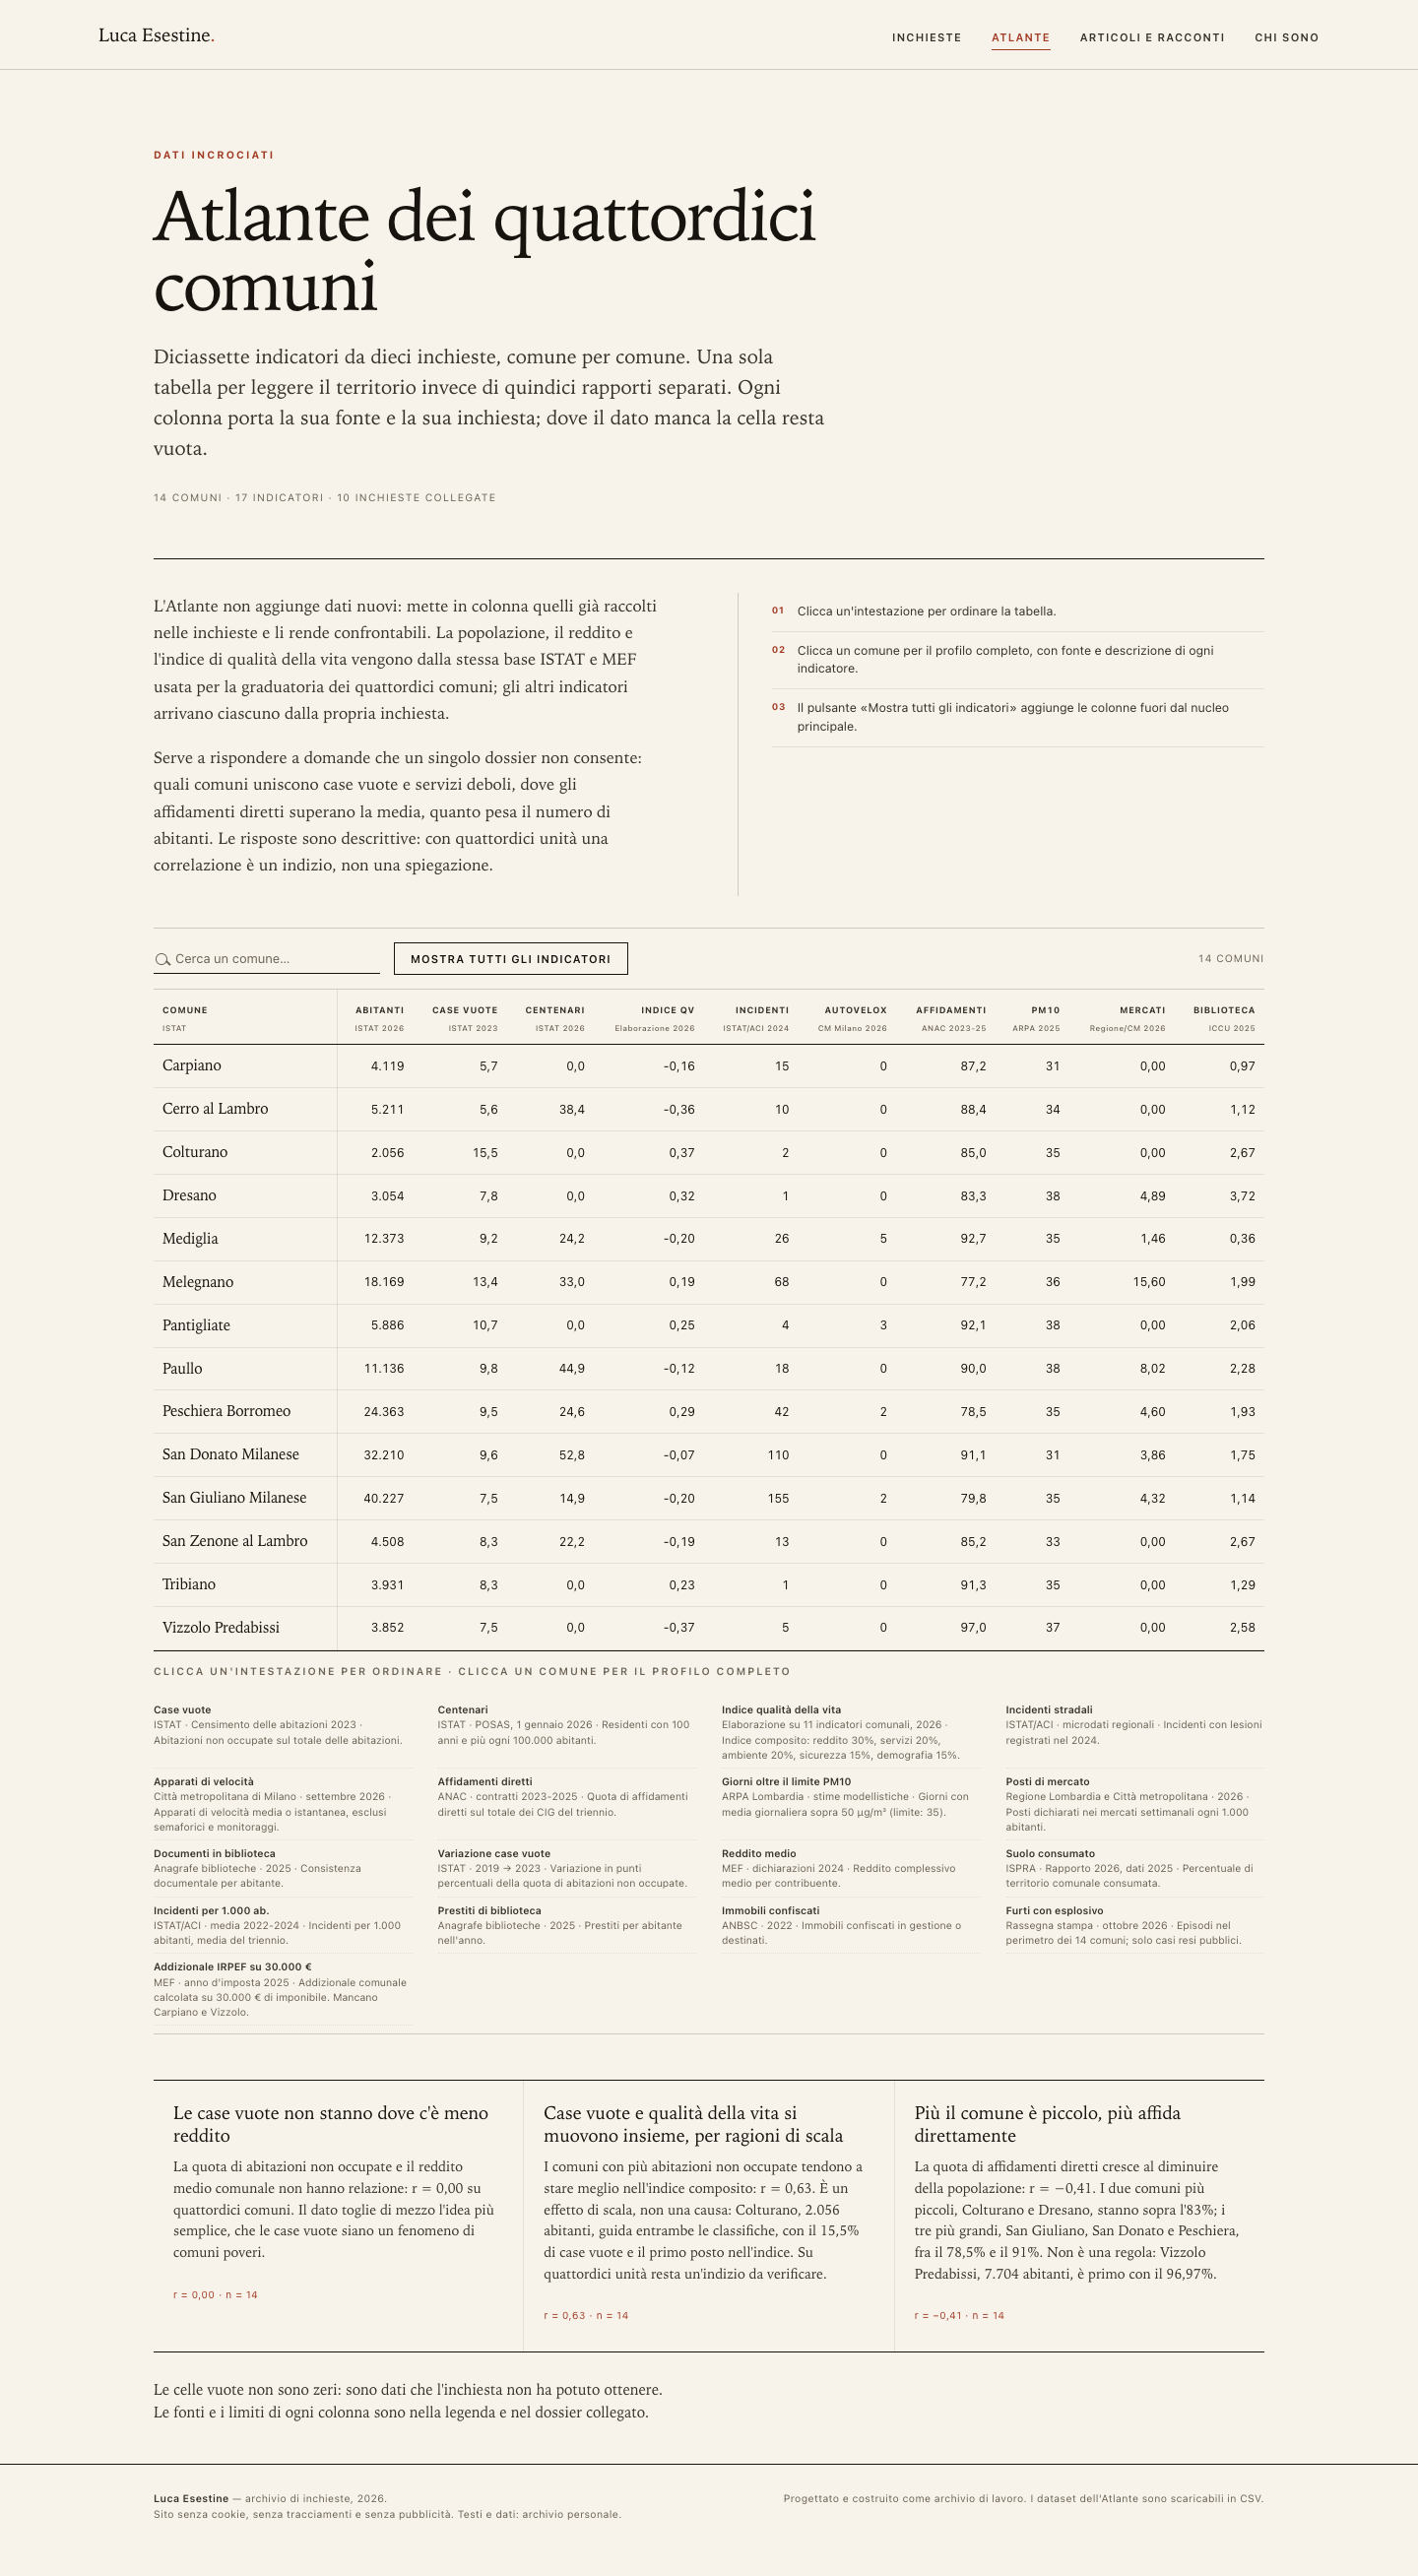 Luca Esestine.
INCHIESTE ATLANTE ARTICOLI E RACCONTI CHI SONO
DATI INCROCIATI
Atlante dei quattordici
comuni
Diciassette indicatori da dieci inchieste, comune per comune. Una sola
tabella per leggere il territorio invece di quindici rapporti separati. Ogni
colonna porta la sua fonte e la sua inchiesta; dove il dato manca la cella resta
vuota.
14 COMUNI · 17 INDICATORI · 10 INCHIESTE COLLEGATE
L'Atlante non aggiunge dati nuovi: mette in colonna quelli già raccolti
nelle inchieste e li rende confrontabili. La popolazione, il reddito e
l'indice di qualità della vita vengono dalla stessa base ISTAT e MEF
usata per la graduatoria dei quattordici comuni; gli altri indicatori
arrivano ciascuno dalla propria inchiesta.
Serve a rispondere a domande che un singolo dossier non consente:
quali comuni uniscono case vuote e servizi deboli, dove gli
affidamenti diretti superano la media, quanto pesa il numero di
abitanti. Le risposte sono descrittive: con quattordici unità una
correlazione è un indizio, non una spiegazione.
01 Clicca un'intestazione per ordinare la tabella.
02 Clicca un comune per il profilo completo, con fonte e descrizione di ogni
indicatore.
03 Il pulsante «Mostra tutti gli indicatori» aggiunge le colonne fuori dal nucleo
principale.
Cerca un comune... MOSTRA TUTTI GLI INDICATORI 14 COMUNI
COMUNE ABITANTI CASE VUOTE CENTENARI INDICE QV INCIDENTI AUTOVELOX AFFIDAMENTI PM10 MERCATI BIBLIOTECA
ISTAT ISTAT 2026 ISTAT 2023 ISTAT 2026 Elaborazione 2026 ISTAT/ACI 2024 CM Milano 2026 ANAC 2023-25 ARPA 2025 Regione/CM 2026 ICCU 2025
Carpiano 4.119 5,7 0,0 -0,16 15 0 87,2 31 0,00 0,97
Cerro al Lambro 5.211 5,6 38,4 -0,36 10 0 88,4 34 0,00 1,12
Colturano 2.056 15,5 0,0 0,37 2 0 85,0 35 0,00 2,67
Dresano 3.054 7,8 0,0 0,32 1 0 83,3 38 4,89 3,72
Mediglia 12.373 9,2 24,2 -0,20 26 5 92,7 35 1,46 0,36
Melegnano 18.169 13,4 33,0 0,19 68 0 77,2 36 15,60 1,99
Pantigliate 5.886 10,7 0,0 0,25 4 3 92,1 38 0,00 2,06
Paullo 11.136 9,8 44,9 -0,12 18 0 90,0 38 8,02 2,28
Peschiera Borromeo 24.363 9,5 24,6 0,29 42 2 78,5 35 4,60 1,93
San Donato Milanese 32.210 9,6 52,8 -0,07 110 0 91,1 31 3,86 1,75
San Giuliano Milanese 40.227 7,5 14,9 -0,20 155 2 79,8 35 4,32 1,14
San Zenone al Lambro 4.508 8,3 22,2 -0,19 13 0 85,2 33 0,00 2,67
Tribiano 3.931 8,3 0,0 0,23 1 0 91,3 35 0,00 1,29
Vizzolo Predabissi 3.852 7,5 0,0 -0,37 5 0 97,0 37 0,00 2,58
CLICCA UN'INTESTAZIONE PER ORDINARE · CLICCA UN COMUNE PER IL PROFILO COMPLETO
Case vuote
ISTAT · Censimento delle abitazioni 2023 ·
Abitazioni non occupate sul totale delle abitazioni.
Centenari
ISTAT · POSAS, 1 gennaio 2026 · Residenti con 100
anni e più ogni 100.000 abitanti.
Indice qualità della vita
Elaborazione su 11 indicatori comunali, 2026 ·
Indice composito: reddito 30%, servizi 20%,
ambiente 20%, sicurezza 15%, demografia 15%.
Incidenti stradali
ISTAT/ACI · microdati regionali · Incidenti con lesioni
registrati nel 2024.
Apparati di velocità
Città metropolitana di Milano · settembre 2026 ·
Apparati di velocità media o istantanea, esclusi
semaforici e monitoraggi.
Affidamenti diretti
ANAC · contratti 2023-2025 · Quota di affidamenti
diretti sul totale dei CIG del triennio.
Giorni oltre il limite PM10
ARPA Lombardia · stime modellistiche · Giorni con
media giornaliera sopra 50 µg/m³ (limite: 35).
Posti di mercato
Regione Lombardia e Città metropolitana · 2026 ·
Posti dichiarati nei mercati settimanali ogni 1.000
abitanti.
Documenti in biblioteca
Anagrafe biblioteche · 2025 · Consistenza
documentale per abitante.
Variazione case vuote
ISTAT · 2019 → 2023 · Variazione in punti
percentuali della quota di abitazioni non occupate.
Reddito medio
MEF · dichiarazioni 2024 · Reddito complessivo
medio per contribuente.
Suolo consumato
ISPRA · Rapporto 2026, dati 2025 · Percentuale di
territorio comunale consumata.
Incidenti per 1.000 ab.
ISTAT/ACI · media 2022-2024 · Incidenti per 1.000
abitanti, media del triennio.
Prestiti di biblioteca
Anagrafe biblioteche · 2025 · Prestiti per abitante
nell'anno.
Immobili confiscati
ANBSC · 2022 · Immobili confiscati in gestione o
destinati.
Furti con esplosivo
Rassegna stampa · ottobre 2026 · Episodi nel
perimetro dei 14 comuni; solo casi resi pubblici.
Addizionale IRPEF su 30.000 €
MEF · anno d'imposta 2025 · Addizionale comunale
calcolata su 30.000 € di imponibile. Mancano
Carpiano e Vizzolo.
Le case vuote non stanno dove c'è meno
reddito
La quota di abitazioni non occupate e il reddito
medio comunale non hanno relazione: r = 0,00 su
quattordici comuni. Il dato toglie di mezzo l'idea più
semplice, che le case vuote siano un fenomeno di
comuni poveri.
r = 0,00 · n = 14
Case vuote e qualità della vita si
muovono insieme, per ragioni di scala
I comuni con più abitazioni non occupate tendono a
stare meglio nell'indice composito: r = 0,63. È un
effetto di scala, non una causa: Colturano, 2.056
abitanti, guida entrambe le classifiche, con il 15,5%
di case vuote e il primo posto nell'indice. Su
quattordici unità resta un'indizio da verificare.
r = 0,63 · n = 14
Più il comune è piccolo, più affida
direttamente
La quota di affidamenti diretti cresce al diminuire
della popolazione: r = −0,41. I due comuni più
piccoli, Colturano e Dresano, stanno sopra l'83%; i
tre più grandi, San Giuliano, San Donato e Peschiera,
fra il 78,5% e il 91%. Non è una regola: Vizzolo
Predabissi, 7.704 abitanti, è primo con il 96,97%.
r = −0,41 · n = 14
Le celle vuote non sono zeri: sono dati che l'inchiesta non ha potuto ottenere.
Le fonti e i limiti di ogni colonna sono nella legenda e nel dossier collegato.
Luca Esestine — archivio di inchieste, 2026.
Sito senza cookie, senza tracciamenti e senza pubblicità. Testi e dati: archivio personale.
Progettato e costruito come archivio di lavoro. I dataset dell'Atlante sono scaricabili in CSV.